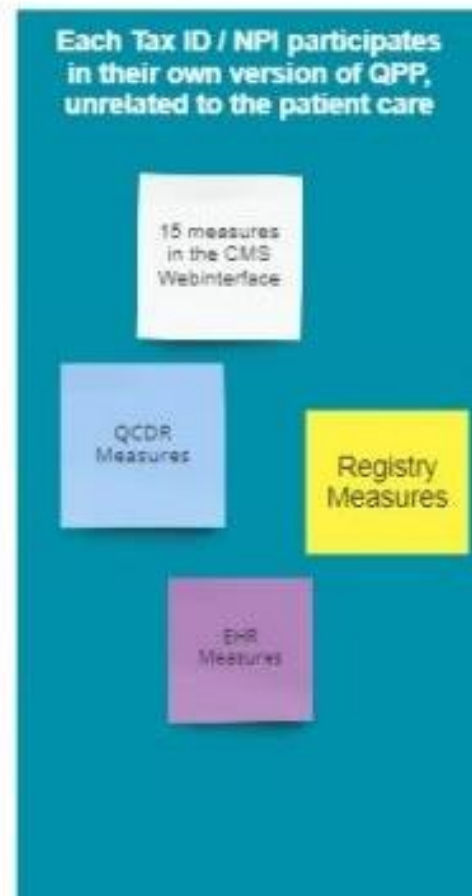 Each Tax ID / NPI participates
in their own version of QPP,
unrelated to the patient care
15 measures
in the CMS
Webinterface
QCDR
Measures
Registry
Measures
EHR
Measures